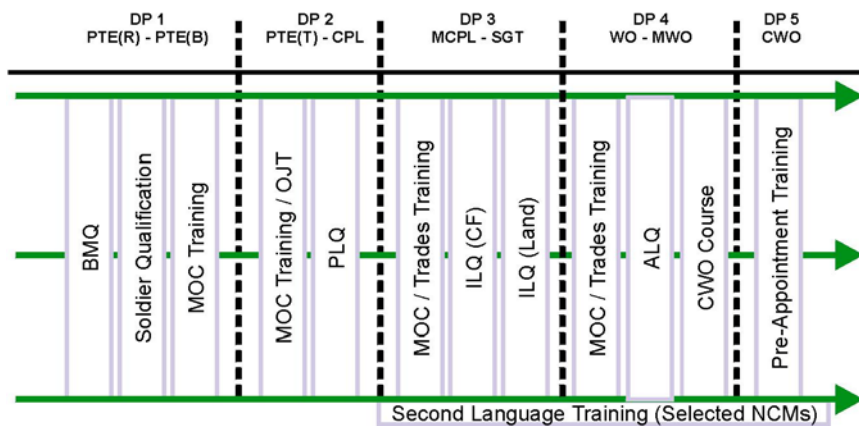 DP 1
PTE(R) - PTE(B)
DP 2
PTE(T) - CPL
DP 3
MCPL - SGT
DP 4
WO - MWO
DP 5
CWO
BMQ
Soldier Qualification
MOC Training
MOC Training / OJT
PLQ
MOC / Trades Training
ILQ (CF)
ILQ (Land)
MOC / Trades Training
ALQ
CWO Course
Pre-Appointment Training
Second Language Training (Selected NCMs)